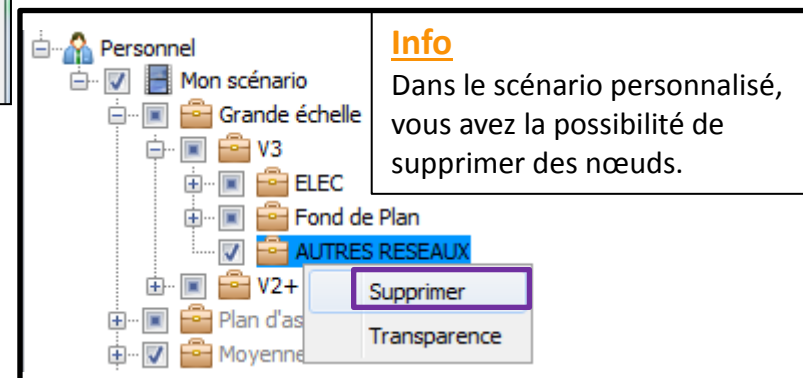 Personnel
Mon scénario
Grande échelle
V3
ELEC
Fond de Plan
AUTRES RESEAUX
V2+
Plan d'as
Moyenne
Supprimer
Transparence
Info
Dans le scénario personnalisé,
vous avez la possibilité de
supprimer des nœuds.